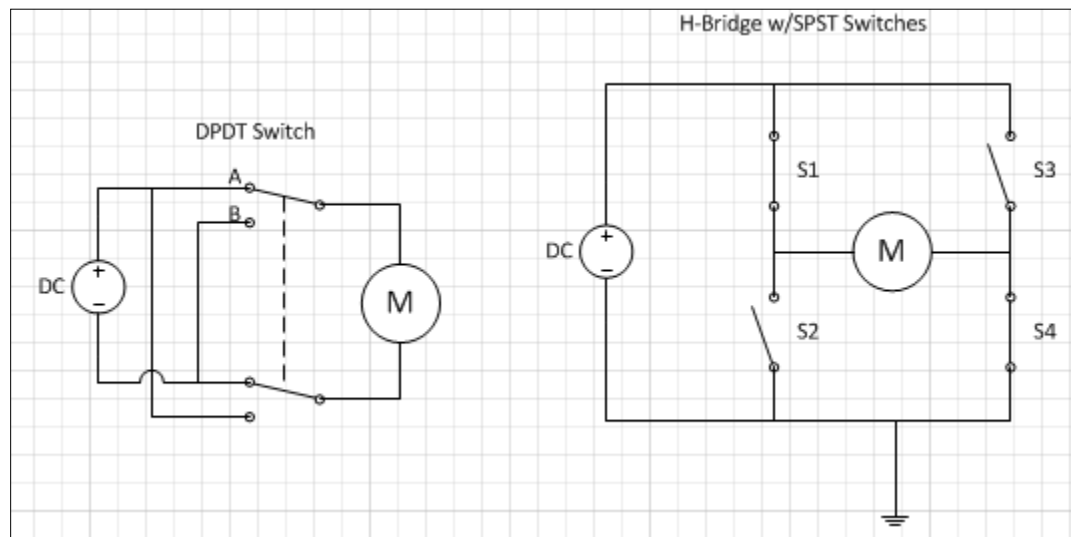 H-Bridge w/SPST Switches
DPDT Switch
A
B
+
DC
−
M
S1
S3
+
DC
−
M
S2
S4